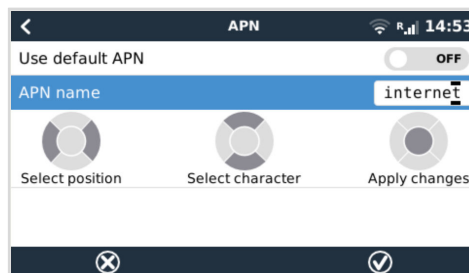 APN R 14:53
Use default APN OFF
APN name internet
Select position Select character Apply changes